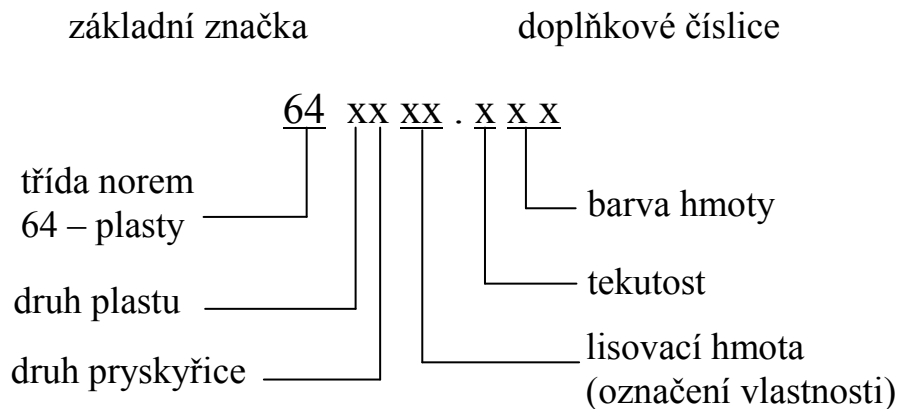 základní značka doplňkové číslice
64 xx xx . x x x
třída norem
64 – plasty
barva hmoty
druh plastu
tekutost
druh pryskyřice
lisovací hmota
(označení vlastnosti)